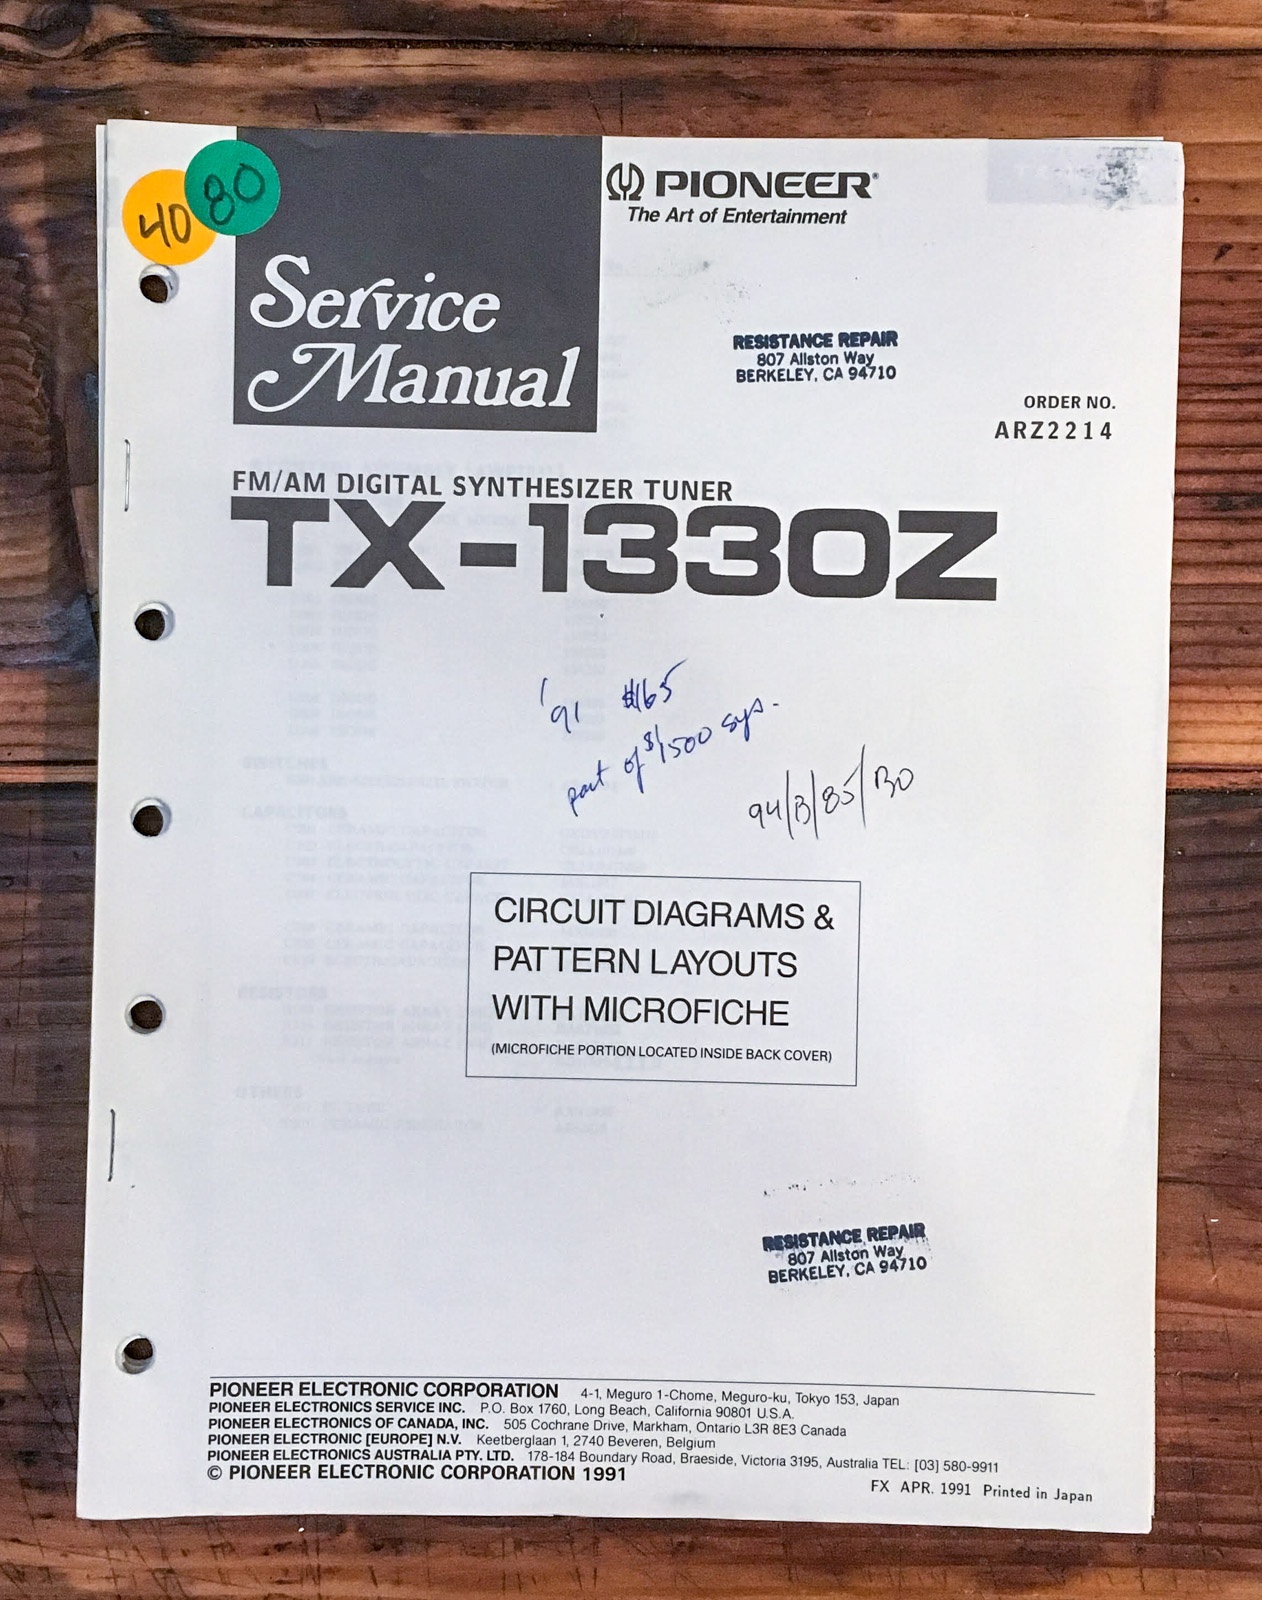 40
80
Service
Manual
PIONEER®
The Art of Entertainment
RESISTANCE REPAIR
807 Allston Way
BERKELEY, CA 94710
ORDER NO.
ARZ2214
FM/AM DIGITAL SYNTHESIZER TUNER
TX-1330Z
'91 $165
part of $1500 sys.
94/B/85/BO
CIRCUIT DIAGRAMS &
PATTERN LAYOUTS
WITH MICROFICHE
(MICROFICHE PORTION LOCATED INSIDE BACK COVER)
RESISTANCE REPAIR
807 Allston Way
BERKELEY, CA 94710
PIONEER ELECTRONIC CORPORATION 4-1, Meguro 1-Chome, Meguro-ku, Tokyo 153, Japan
PIONEER ELECTRONICS SERVICE INC. P.O. Box 1760, Long Beach, California 90801 U.S.A.
PIONEER ELECTRONICS OF CANADA, INC. 505 Cochrane Drive, Markham, Ontario L3R 8E3 Canada
PIONEER ELECTRONIC [EUROPE] N.V. Keetberglaan 1, 2740 Beveren, Belgium
PIONEER ELECTRONICS AUSTRALIA PTY. LTD. 178-184 Boundary Road, Braeside, Victoria 3195, Australia TEL: [03] 580-9911
© PIONEER ELECTRONIC CORPORATION 1991
FX APR. 1991 Printed in Japan